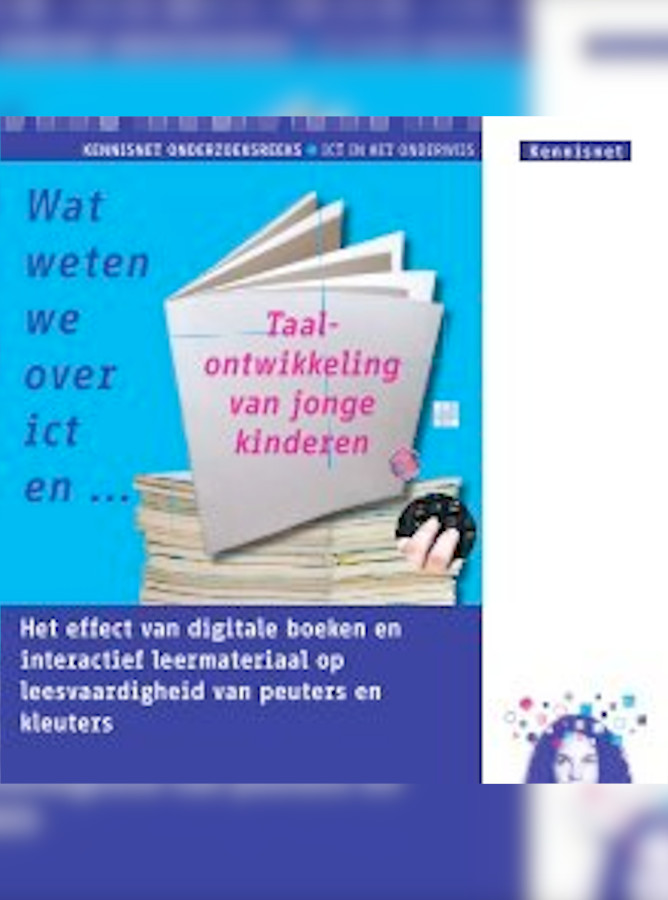 KENNISNET ONDERZOEKSREEKS • ICT IN HET ONDERWIJS
Kennisnet
Wat
weten
we
over
ict
en ...
Taal-
ontwikkeling
van jonge
kinderen
Het effect van digitale boeken en
interactief leermateriaal op
leesvaardigheid van peuters en
kleuters